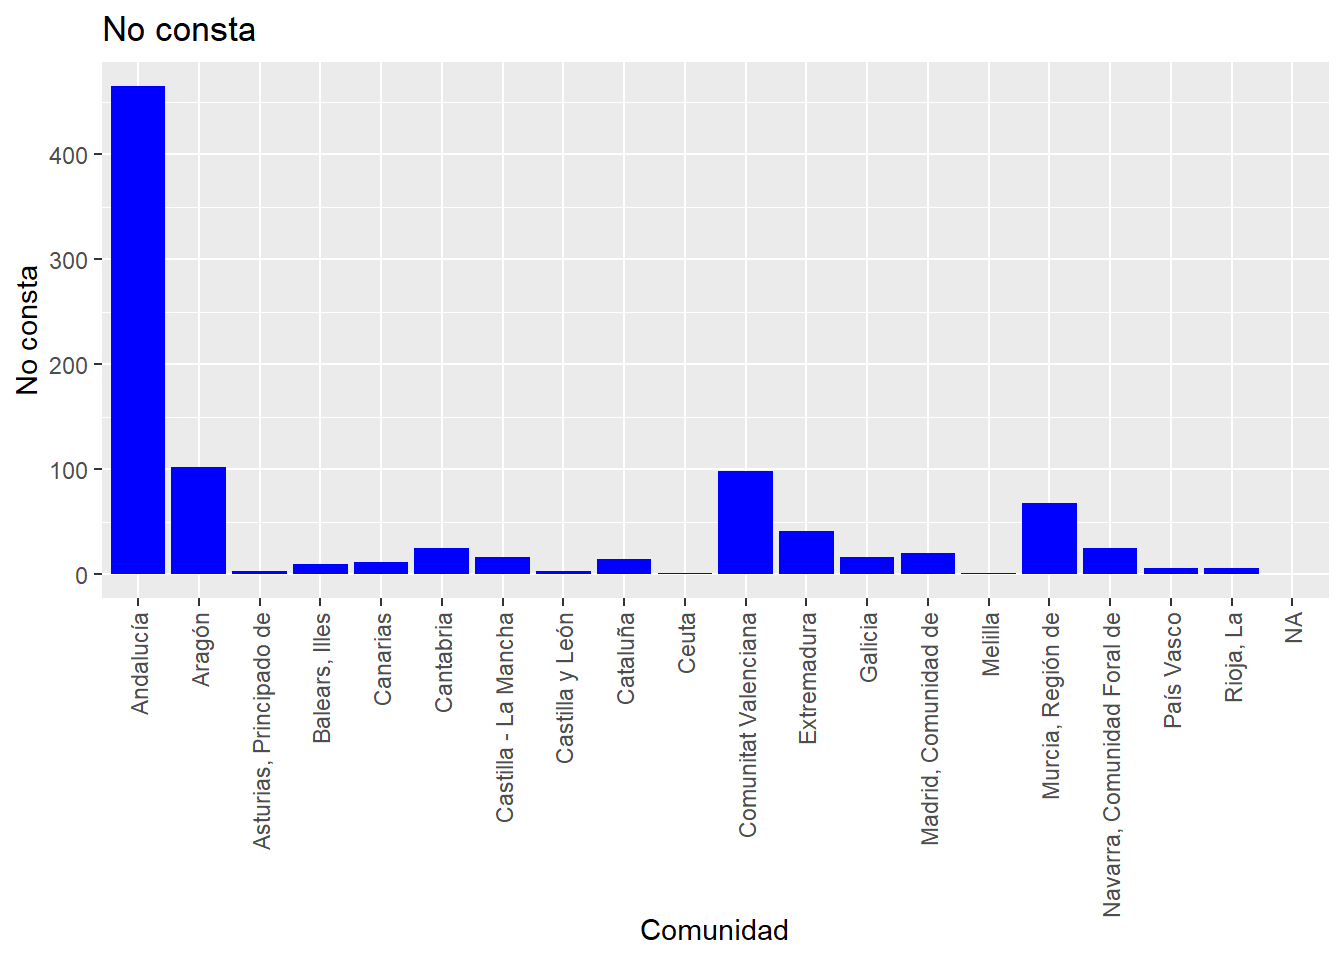 No consta
No consta
400
300
200
100
0
Andalucía
Aragón
Asturias, Principado de
Balears, Illes
Canarias
Cantabria
Castilla - La Mancha
Castilla y León
Cataluña
Ceuta
Comunitat Valenciana
Extremadura
Galicia
Madrid, Comunidad de
Melilla
Murcia, Región de
Navarra, Comunidad Foral de
País Vasco
Rioja, La
NA
Comunidad